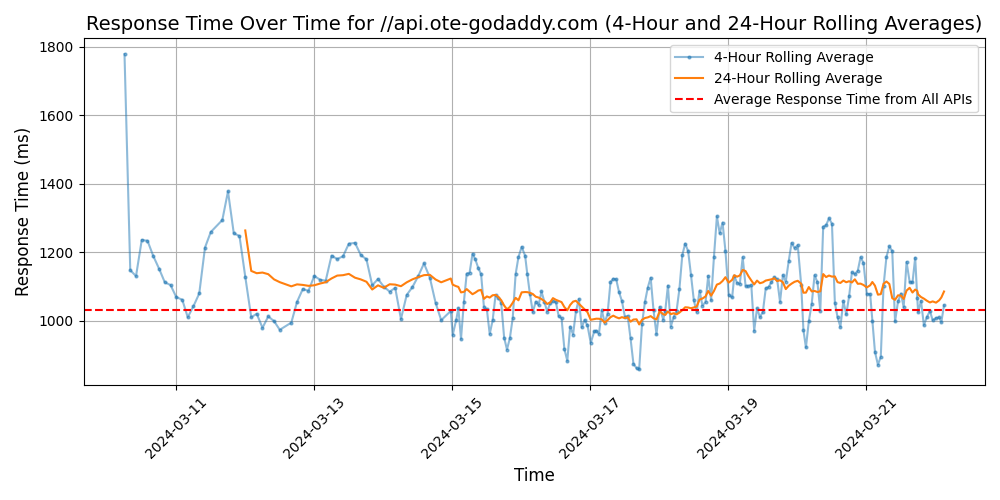 Response Time Over Time for //api.ote-godaddy.com (4-Hour and 24-Hour Rolling Averages)
4-Hour Rolling Average
24-Hour Rolling Average
Average Response Time from All APIs
Response Time (ms)
1800
1600
1400
1200
1000
2024-03-11
2024-03-13
2024-03-15
2024-03-17
2024-03-19
2024-03-21
Time